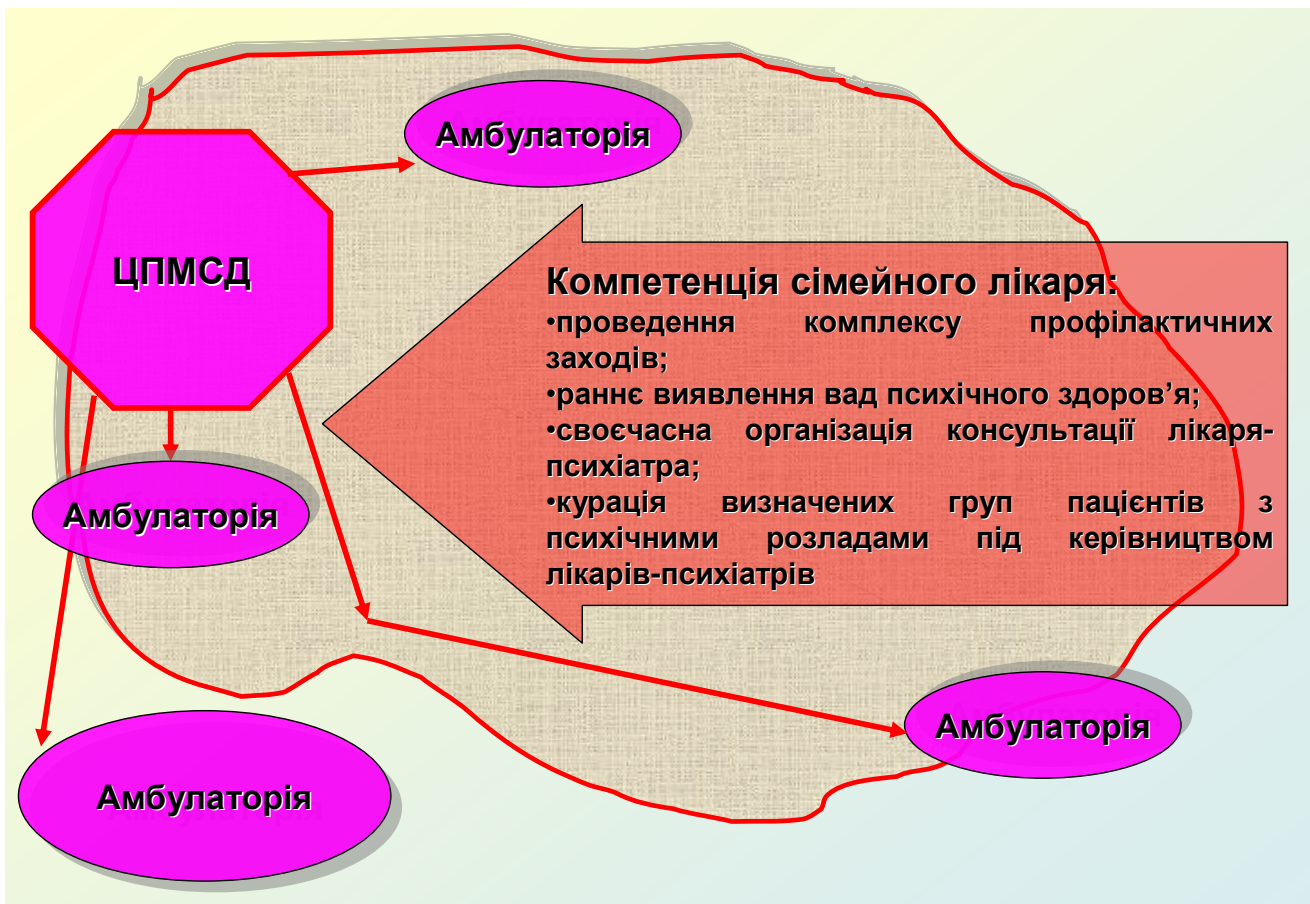 Амбулаторія
ЦПМСД
Компетенція сімейного лікаря:
•проведення комплексу профілактичних
заходів;
•раннє виявлення вад психічного здоров’я;
•своєчасна організація консультації лікаря-
психіатра;
•курація визначених груп пацієнтів з
психічними розладами під керівництвом
лікарів-психіатрів
Амбулаторія
Амбулаторія
Амбулаторія